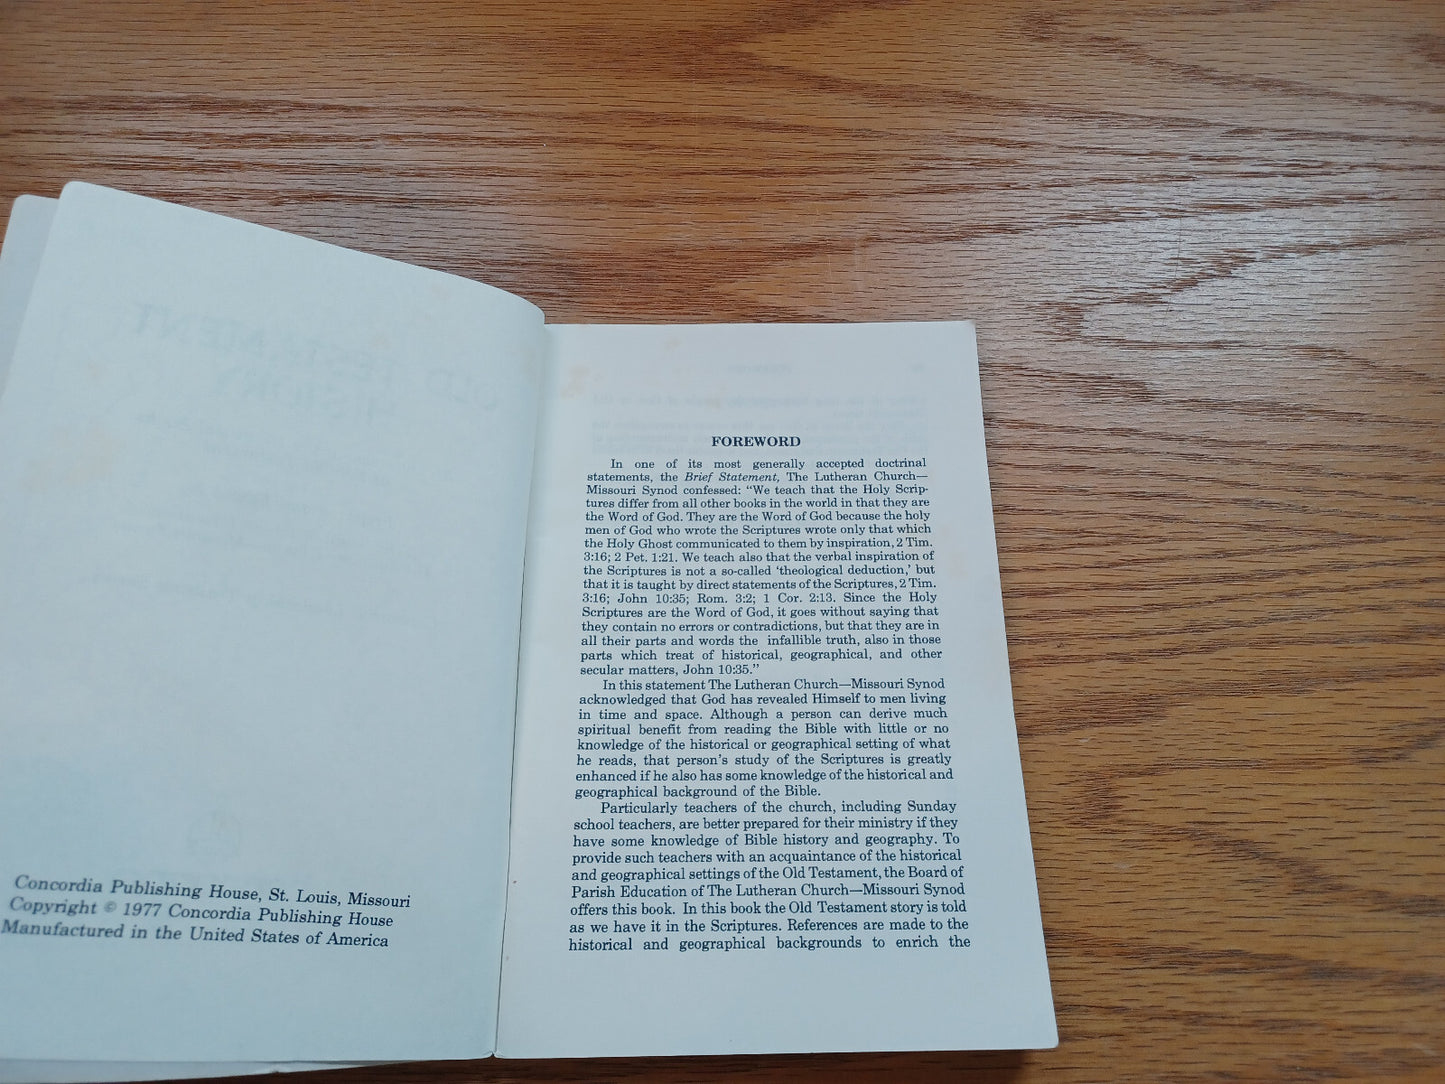 Concordia Publishing House, St. Louis, Missouri
Copyright © 1977 Concordia Publishing House
Manufactured in the United States of America
FOREWORD
In one of its most generally accepted doctrinal
statements, the Brief Statement, The Lutheran Church—
Missouri Synod confessed: “We teach that the Holy Scrip-
tures differ from all other books in the world in that they are
the Word of God. They are the Word of God because the holy
men of God who wrote the Scriptures wrote only that which
the Holy Ghost communicated to them by inspiration, 2 Tim.
3:16; 2 Pet. 1:21. We teach also that the verbal inspiration of
the Scriptures is not a so-called ‘theological deduction,’ but
that it is taught by direct statements of the Scriptures, 2 Tim.
3:16; John 10:35; Rom. 3:2; 1 Cor. 2:13. Since the Holy
Scriptures are the Word of God, it goes without saying that
they contain no errors or contradictions, but that they are in
all their parts and words the infallible truth, also in those
parts which treat of historical, geographical, and other
secular matters, John 10:35.”
In this statement The Lutheran Church—Missouri Synod
acknowledged that God has revealed Himself to men living
in time and space. Although a person can derive much
spiritual benefit from reading the Bible with little or no
knowledge of the historical or geographical setting of what
he reads, that person’s study of the Scriptures is greatly
enhanced if he also has some knowledge of the historical and
geographical background of the Bible.
Particularly teachers of the church, including Sunday
school teachers, are better prepared for their ministry if they
have some knowledge of Bible history and geography. To
provide such teachers with an acquaintance of the historical
and geographical settings of the Old Testament, the Board of
Parish Education of The Lutheran Church—Missouri Synod
offers this book. In this book the Old Testament story is told
as we have it in the Scriptures. References are made to the
historical and geographical backgrounds to enrich the